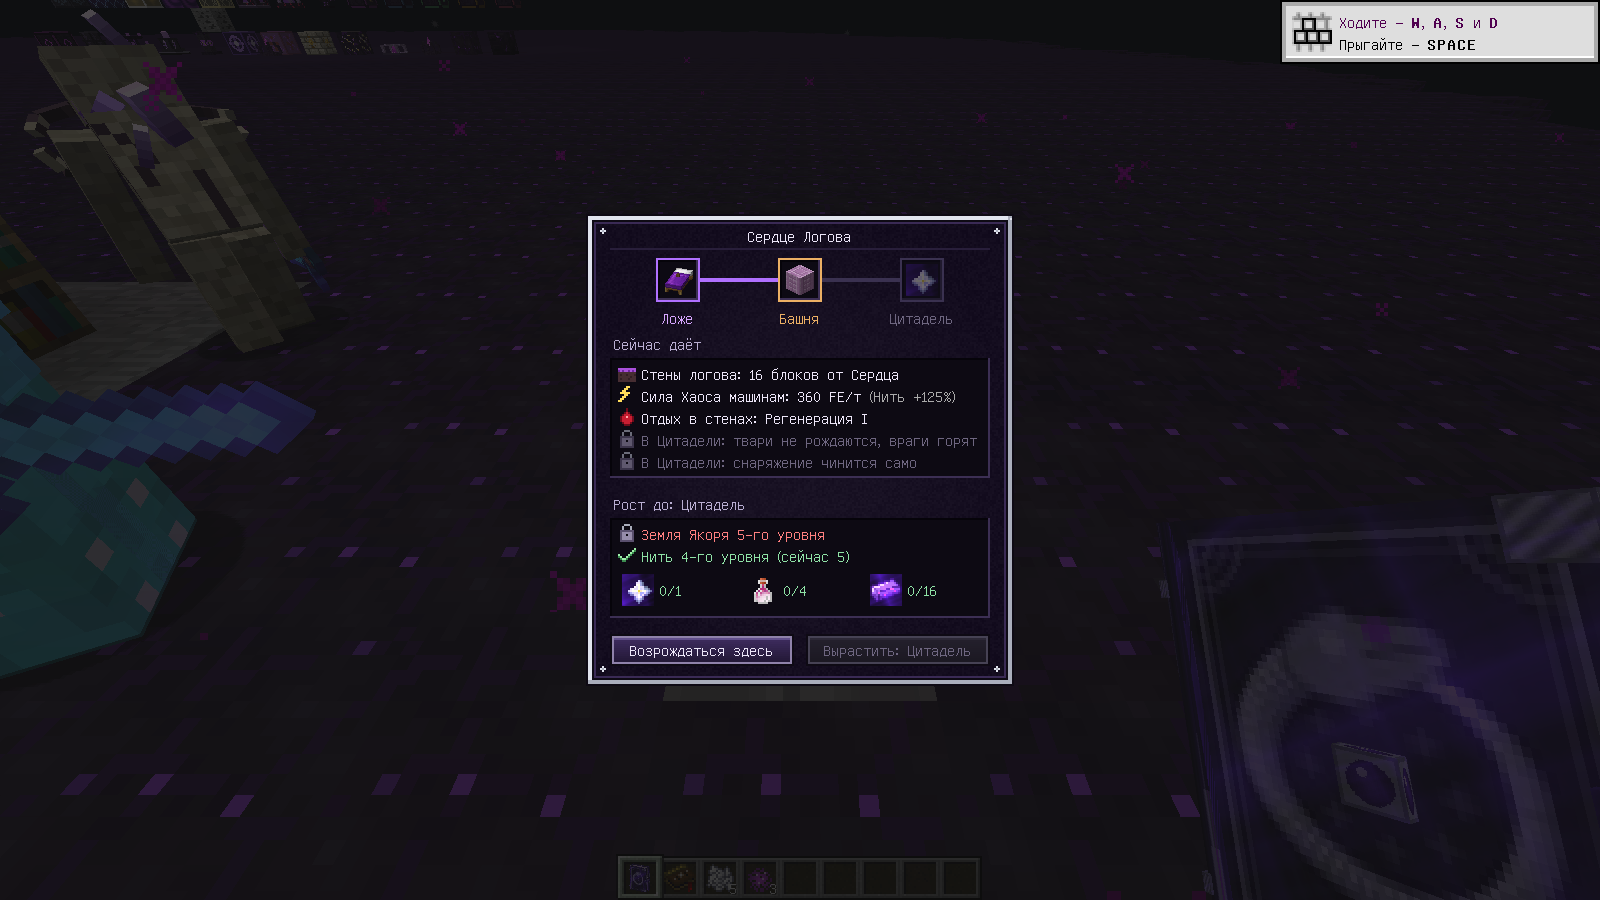 Ходите – W, A, S и D
Прыгайте – SPACE
Сердце Логова
Ложе
Башня
Цитадель
Сейчас даёт
Стены логова: 16 блоков от Сердца
Сила Хаоса машинам: 360 FE/т (Нить +125%)
Отдых в стенах: Регенерация I
В Цитадели: твари не рождаются, враги горят
В Цитадели: снаряжение чинится само
Рост до: Цитадель
Земля Якоря 5-го уровня
Нить 4-го уровня (сейчас 5)
0/1
0/4
0/16
Возрождаться здесь
Вырастить: Цитадель
5
3